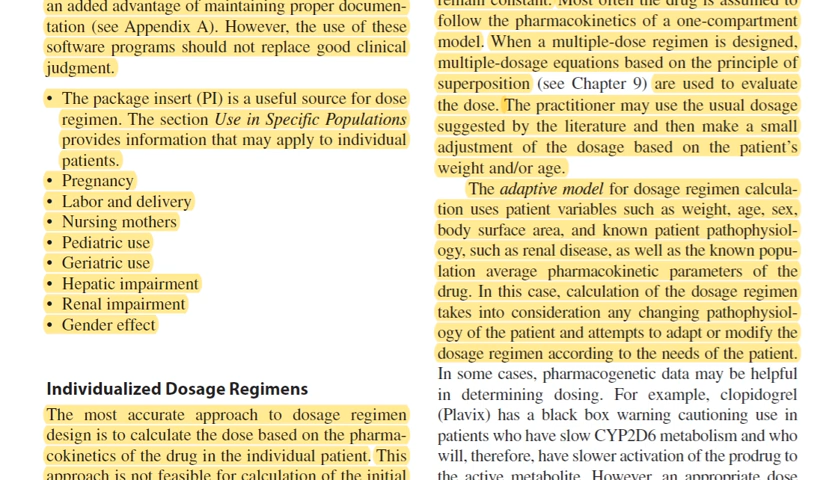 an added advantage of maintaining proper documen-
tation (see Appendix A). However, the use of these
software programs should not replace good clinical
judgment.
• The package insert (PI) is a useful source for dose
regimen. The section Use in Specific Populations
provides information that may apply to individual
patients.
• Pregnancy
• Labor and delivery
• Nursing mothers
• Pediatric use
• Geriatric use
• Hepatic impairment
• Renal impairment
• Gender effect
Individualized Dosage Regimens
The most accurate approach to dosage regimen
design is to calculate the dose based on the pharma-
cokinetics of the drug in the individual patient. This
approach is not feasible for calculation of the initial
remain constant. Most often the drug is assumed to
follow the pharmacokinetics of a one-compartment
model. When a multiple-dose regimen is designed,
multiple-dosage equations based on the principle of
superposition (see Chapter 9) are used to evaluate
the dose. The practitioner may use the usual dosage
suggested by the literature and then make a small
adjustment of the dosage based on the patient's
weight and/or age.
The adaptive model for dosage regimen calcula-
tion uses patient variables such as weight, age, sex,
body surface area, and known patient pathophysiol-
ogy, such as renal disease, as well as the known popu-
lation average pharmacokinetic parameters of the
drug. In this case, calculation of the dosage regimen
takes into consideration any changing pathophysiol-
ogy of the patient and attempts to adapt or modify the
dosage regimen according to the needs of the patient.
In some cases, pharmacogenetic data may be helpful
in determining dosing. For example, clopidogrel
(Plavix) has a black box warning cautioning use in
patients who have slow CYP2D6 metabolism and who
will, therefore, have slower activation of the prodrug to
the active metabolite. However, an appropriate dose